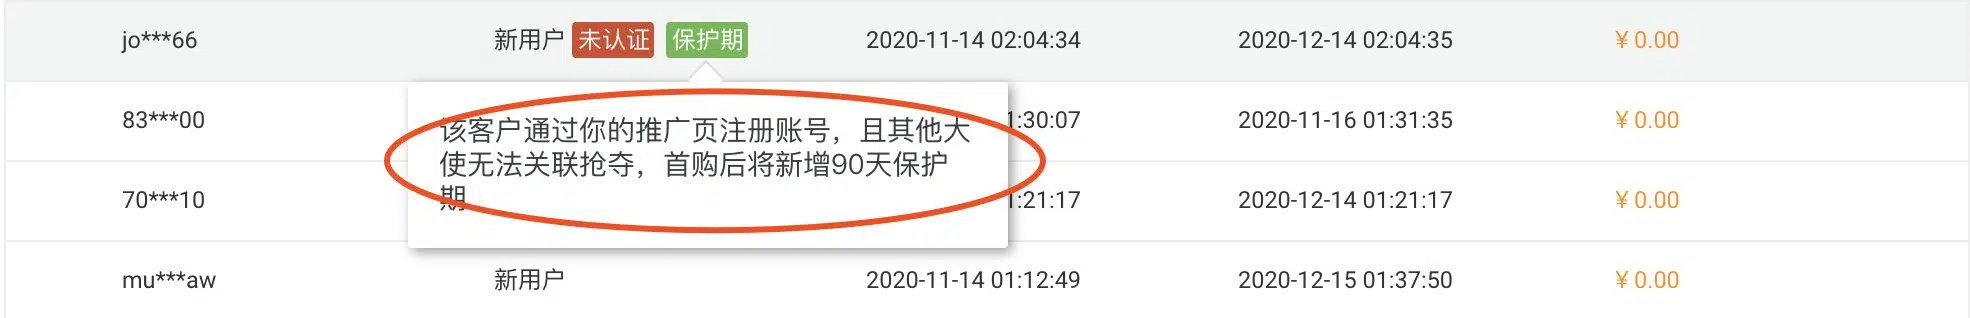 jo***66 新用户 未认证 保护期 2020-11-14 02:04:34 2020-12-14 02:04:35 ¥ 0.00
83***00 1:30:07 2020-11-16 01:31:35 ¥ 0.00
该客户通过你的推广页注册账号，且其他大
使无法关联抢夺，首购后将新增90天保护
期
70***10 1:21:17 2020-12-14 01:21:17 ¥ 0.00
mu***aw 新用户 2020-11-14 01:12:49 2020-12-15 01:37:50 ¥ 0.00